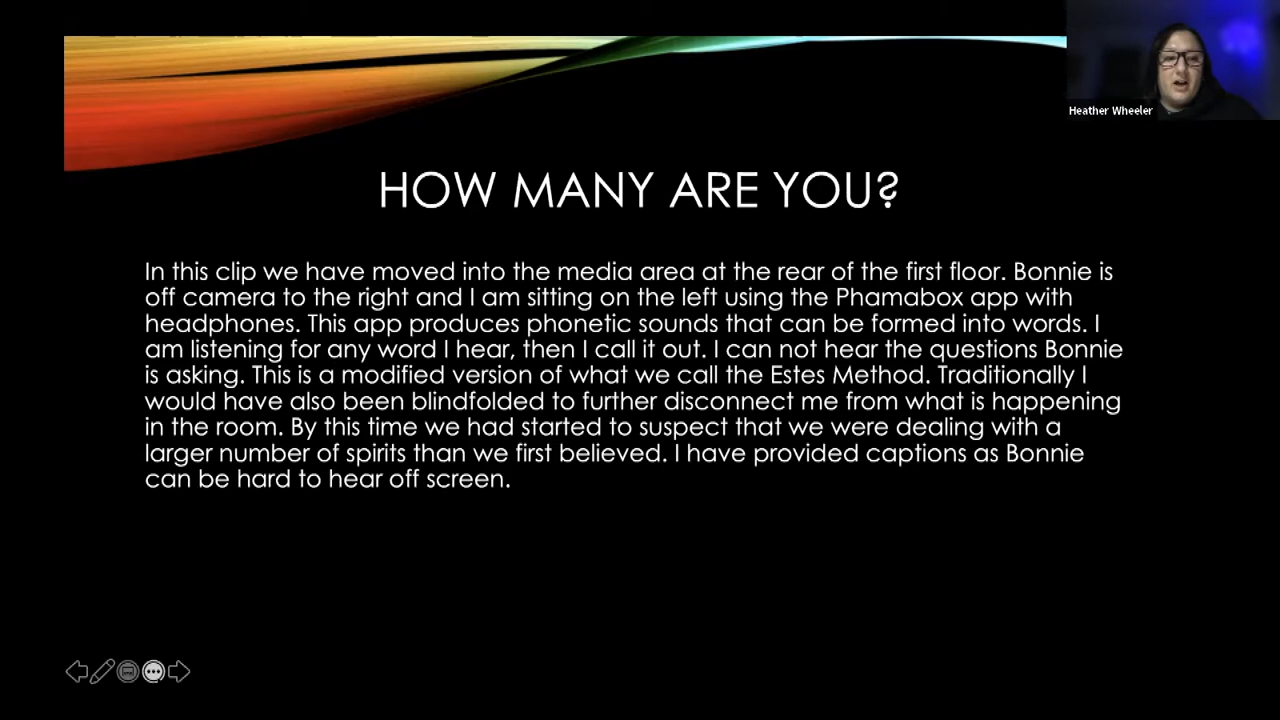 Heather Wheeler
HOW MANY ARE YOU?
In this clip we have moved into the media area at the rear of the first floor. Bonnie is
off camera to the right and I am sitting on the left using the Phamabox app with
headphones. This app produces phonetic sounds that can be formed into words. I
am listening for any word I hear, then I call it out. I can not hear the questions Bonnie
is asking. This is a modified version of what we call the Estes Method. Traditionally I
would have also been blindfolded to further disconnect me from what is happening
in the room. By this time we had started to suspect that we were dealing with a
larger number of spirits than we first believed. I have provided captions as Bonnie
can be hard to hear off screen.